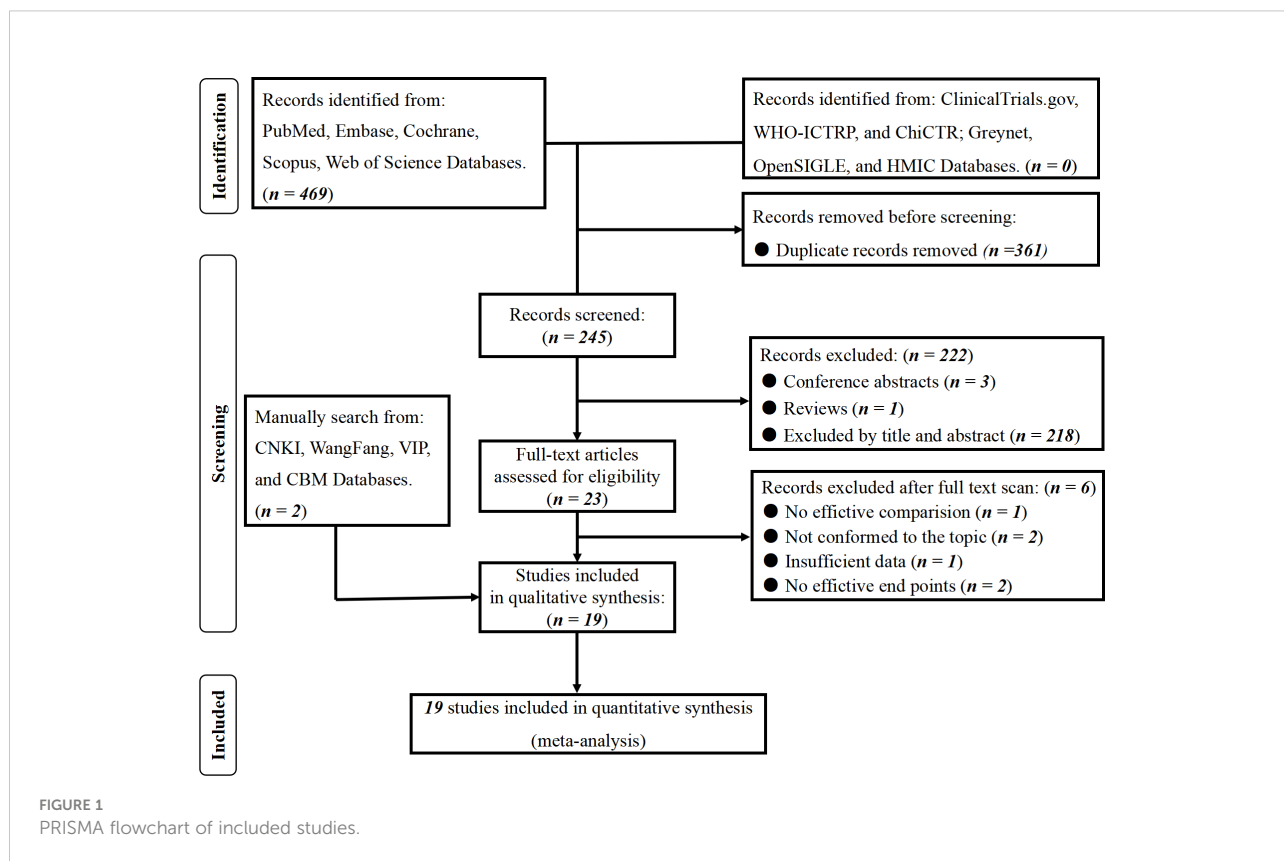 Identification
Records identified from:
PubMed, Embase, Cochrane,
Scopus, Web of Science Databases.
(n = 469)
Records identified from: ClinicalTrials.gov,
WHO-ICTRP, and ChiCTR; Greynet,
OpenSIGLE, and HMIC Databases. (n = 0)
Records removed before screening:
● Duplicate records removed (n =361)
Screening
Records screened:
(n = 245)
Records excluded: (n = 222)
● Conference abstracts (n = 3)
● Reviews (n = 1)
● Excluded by title and abstract (n = 218)
Manually search from:
CNKI, WangFang, VIP,
and CBM Databases.
(n = 2)
Full-text articles
assessed for eligibility
(n = 23)
Records excluded after full text scan: (n = 6)
● No effictive comparision (n = 1)
● Not conformed to the topic (n = 2)
● Insufficient data (n = 1)
● No effictive end points (n = 2)
Studies included
in qualitative synthesis:
(n = 19)
Included
19 studies included in quantitative synthesis
(meta-analysis)
FIGURE 1
PRISMA flowchart of included studies.